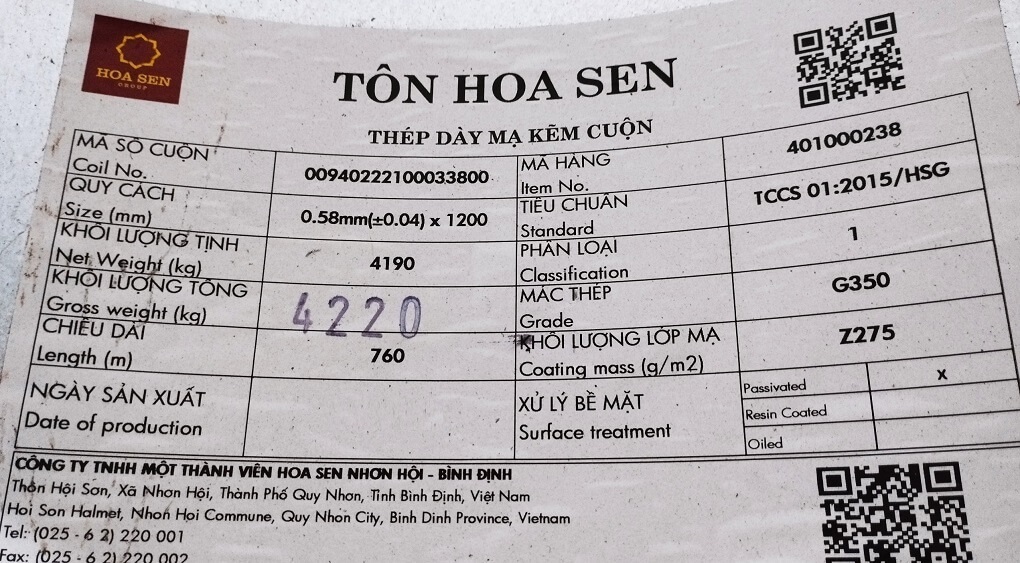 HOA SEN
GROUP
TÔN HOA SEN
THÉP DÀY MẠ KẼM CUỘN
MÃ SỐ CUỘN
Coil No.
00940222100033800
MÃ HÀNG
Item No.
401000238
QUY CÁCH
Size (mm)
0.58mm(±0.04) x 1200
TIÊU CHUẨN
Standard
TCCS 01:2015/HSG
KHỐI LƯỢNG TỊNH
Net Weight (kg)
4190
PHÂN LOẠI
Classification
1
KHỐI LƯỢNG TỔNG
Gross weight (kg)
4220
MÁC THÉP
Grade
G350
CHIỀU DÀI
Length (m)
760
KHỐI LƯỢNG LỚP MẠ
Coating mass (g/m2)
Z275
NGÀY SẢN XUẤT
Date of production
XỬ LÝ BỀ MẶT
Surface treatment
Passivated
x
Resin Coated
Oiled
CÔNG TY TNHH MỘT THÀNH VIÊN HOA SEN NHƠN HỘI - BÌNH ĐỊNH
Thôn Hội Sơn, Xã Nhơn Hội, Thành Phố Quy Nhơn, Tỉnh Bình Định, Việt Nam
Hoi Son Halmet, Nhon Hoi Commune, Quy Nhon City, Binh Dinh Province, Vietnam
Tel: (025 - 6 2) 220 001
Fax: (025 - 6 2) 220 002